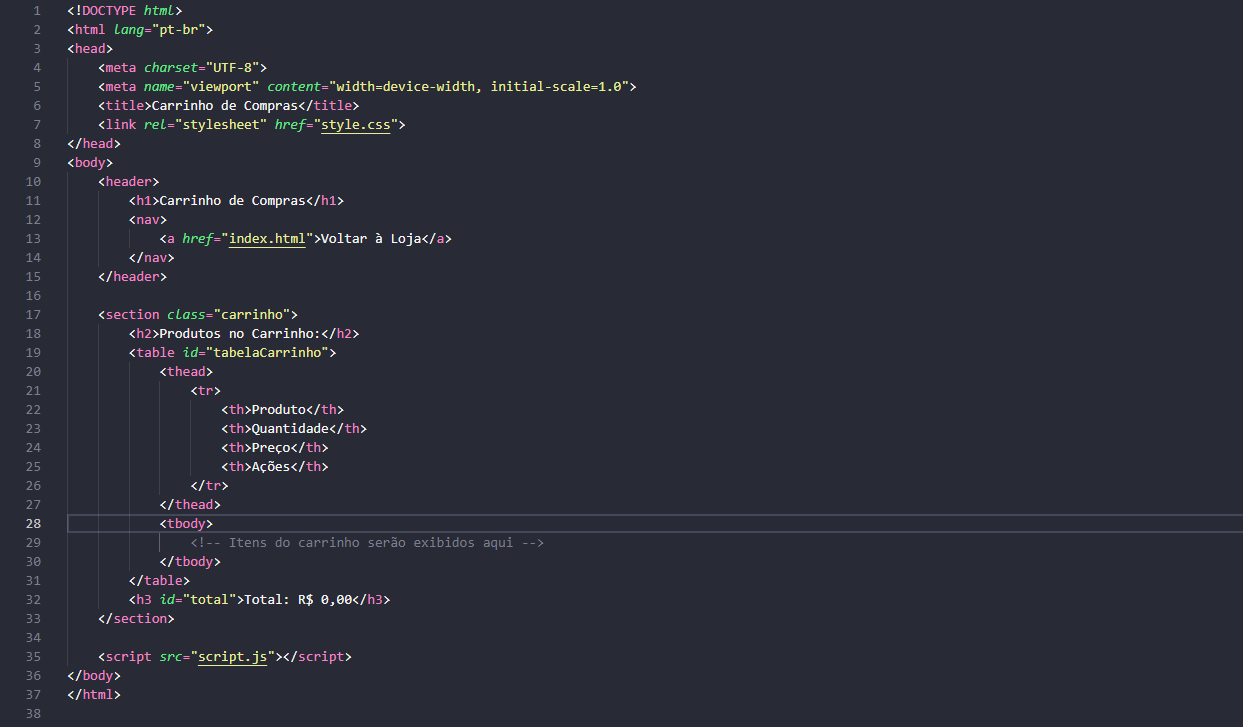 1 <!DOCTYPE html>
2 <html lang="pt-br">
3 <head>
4     <meta charset="UTF-8">
5     <meta name="viewport" content="width=device-width, initial-scale=1.0">
6     <title>Carrinho de Compras</title>
7     <link rel="stylesheet" href="style.css">
8 </head>
9 <body>
10     <header>
11         <h1>Carrinho de Compras</h1>
12         <nav>
13             <a href="index.html">Voltar à Loja</a>
14         </nav>
15     </header>
16
17     <section class="carrinho">
18         <h2>Produtos no Carrinho:</h2>
19         <table id="tabelaCarrinho">
20             <thead>
21                 <tr>
22                     <th>Produto</th>
23                     <th>Quantidade</th>
24                     <th>Preço</th>
25                     <th>Ações</th>
26                 </tr>
27             </thead>
28             <tbody>
29                 <!-- Itens do carrinho serão exibidos aqui -->
30             </tbody>
31         </table>
32         <h3 id="total">Total: R$ 0,00</h3>
33     </section>
34
35     <script src="script.js"></script>
36 </body>
37 </html>
38